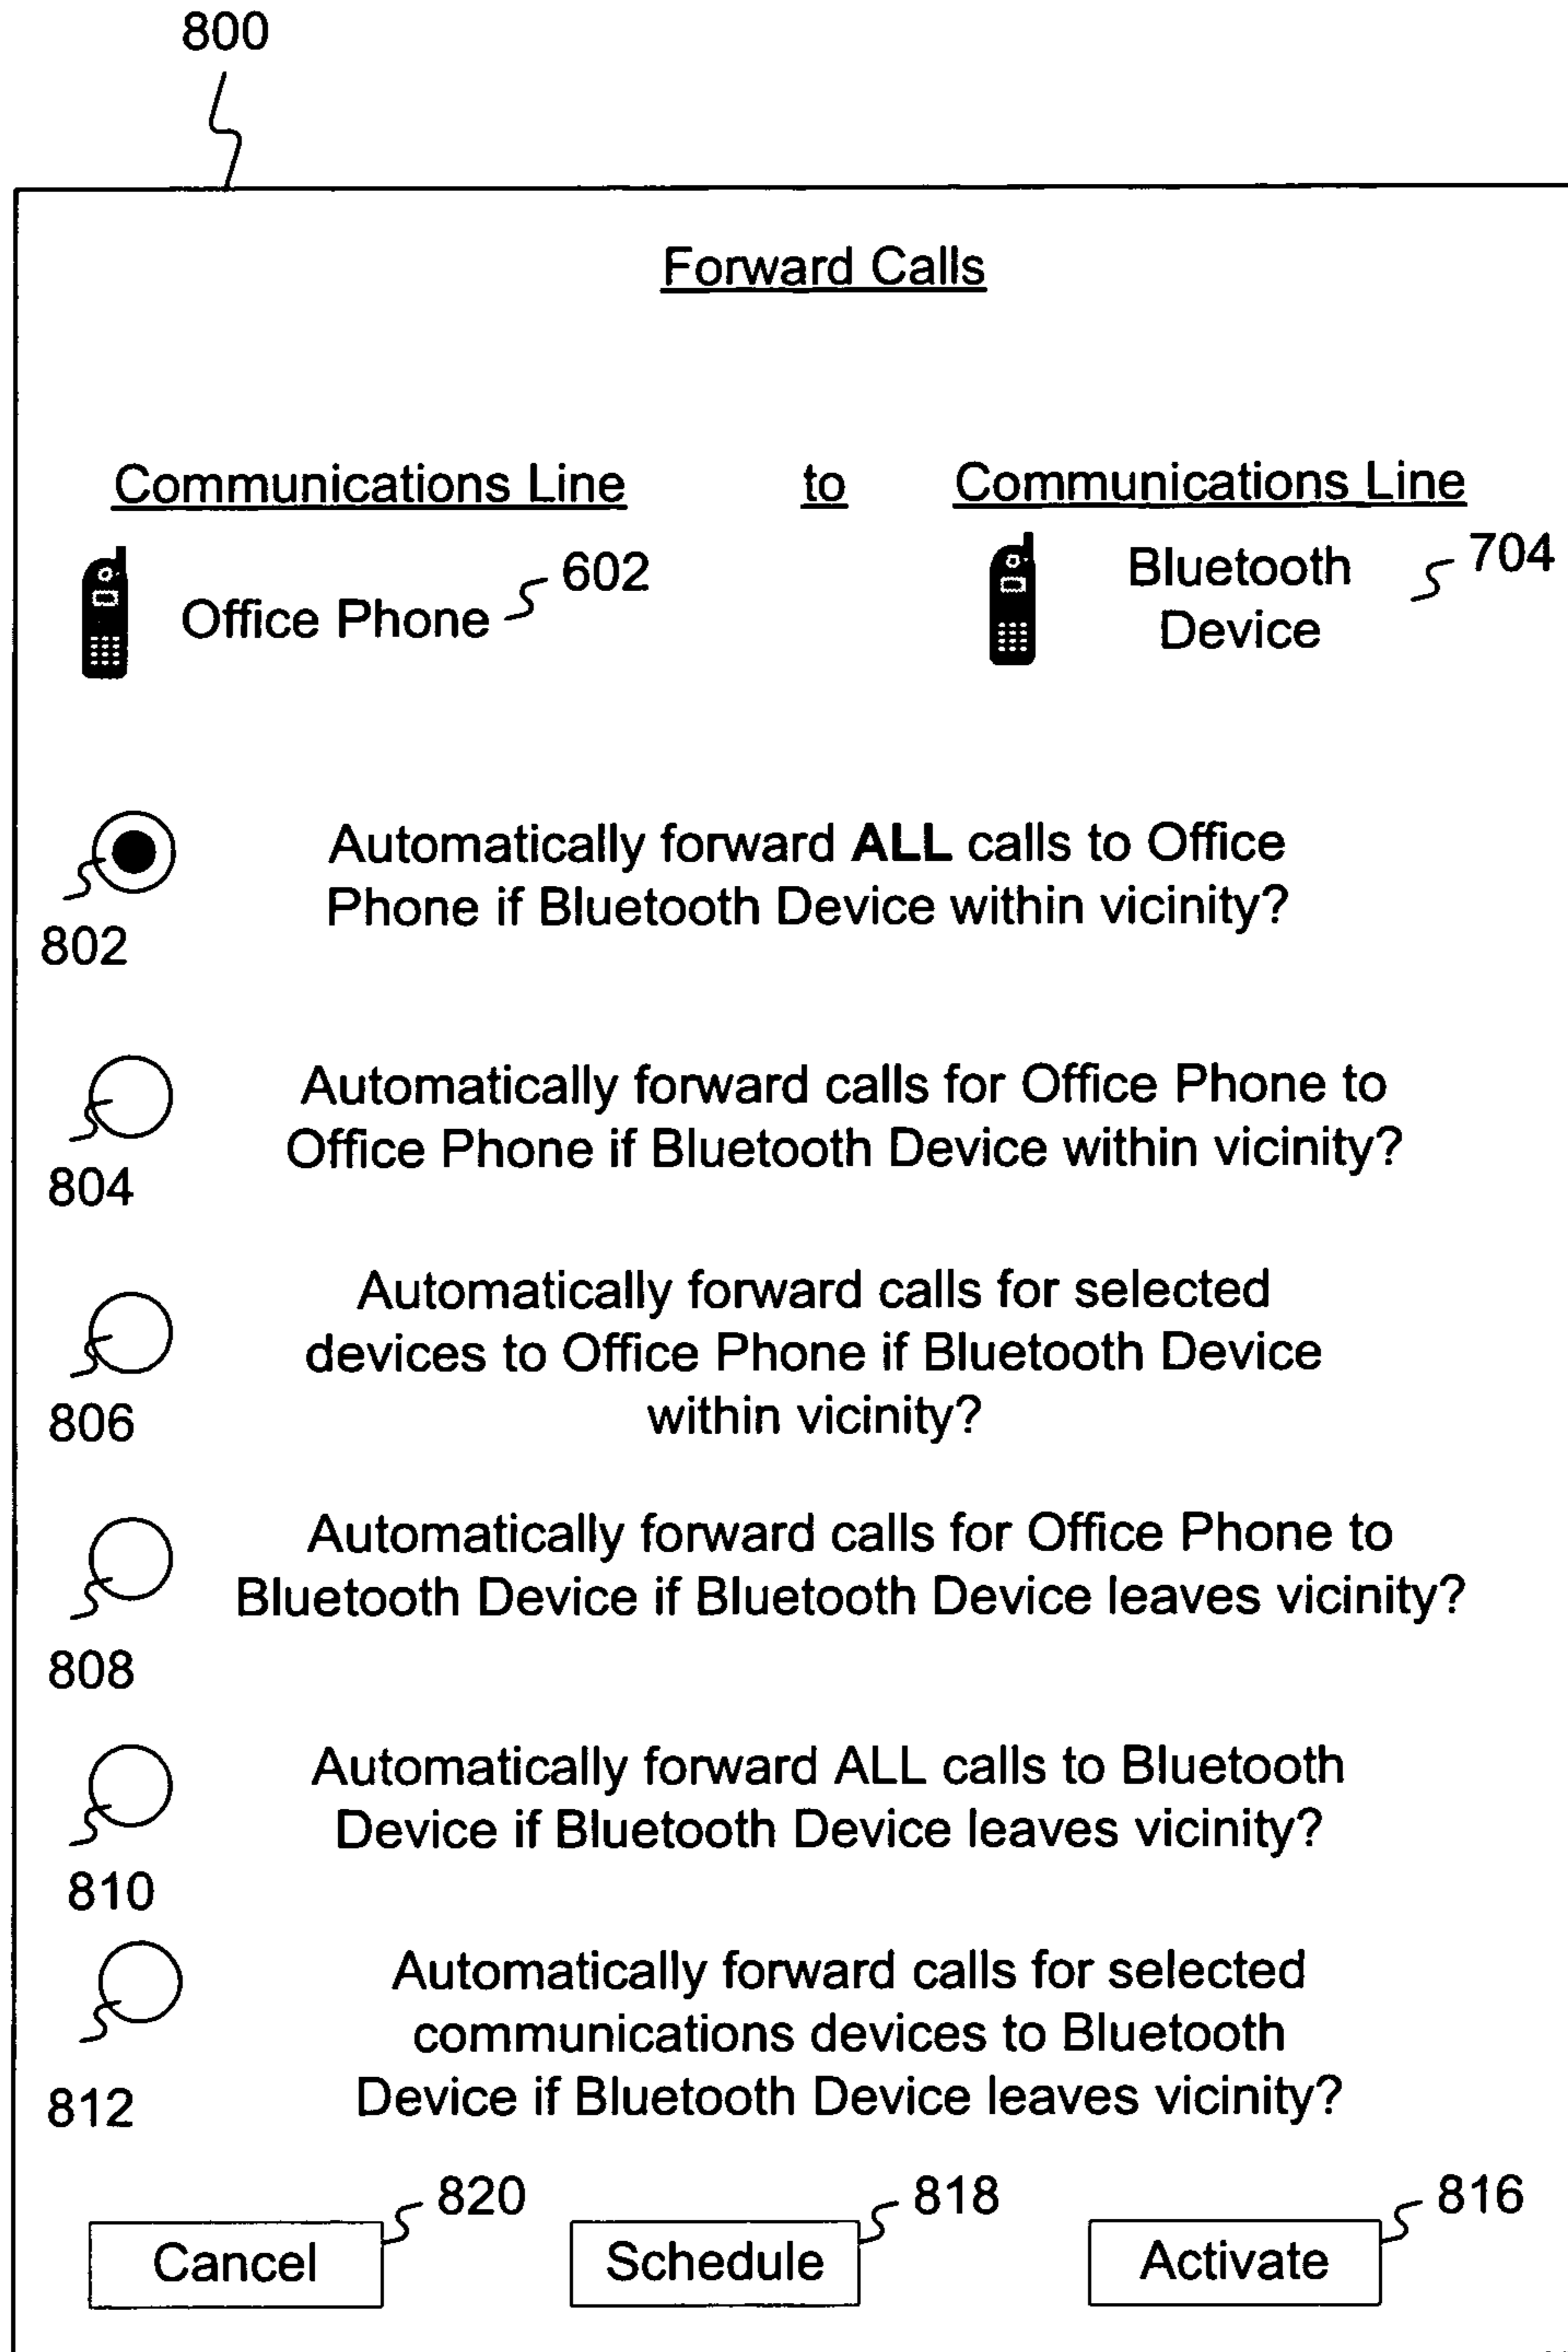 800
Forward Calls
Communications Line to Communications Line
Office Phone 602
Bluetooth Device 704
802 Automatically forward ALL calls to Office
Phone if Bluetooth Device within vicinity?
804 Automatically forward calls for Office Phone to
Office Phone if Bluetooth Device within vicinity?
806 Automatically forward calls for selected
devices to Office Phone if Bluetooth Device
within vicinity?
808 Automatically forward calls for Office Phone to
Bluetooth Device if Bluetooth Device leaves vicinity?
810 Automatically forward ALL calls to Bluetooth
Device if Bluetooth Device leaves vicinity?
812 Automatically forward calls for selected
communications devices to Bluetooth
Device if Bluetooth Device leaves vicinity?
820 818 816
Cancel Schedule Activate